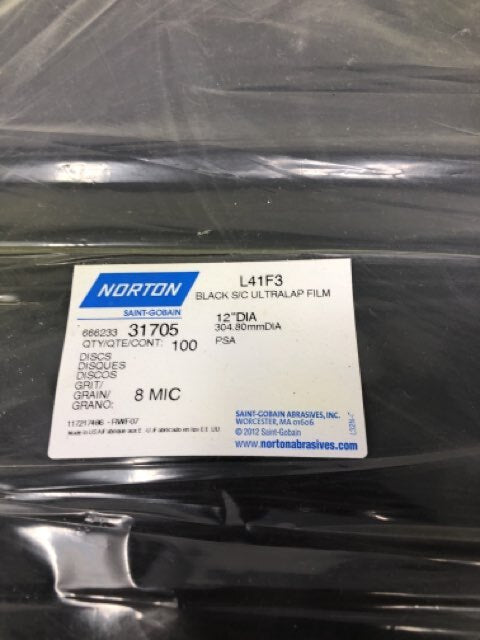 NORTON
SAINT-GOBAIN
L41F3
BLACK S/C ULTRALAP FILM
666233 31705
12"DIA
304.80mmDIA
QTY/QTE/CONT: 100
PSA
DISCS
DISQUES
DISCOS
GRIT/
GRAIN/ 8 MIC
GRANO:
SAINT-GOBAIN ABRASIVES, INC.
WORCESTER, MA 01606
© 2012 Saint-Gobain
www.nortonabrasives.com